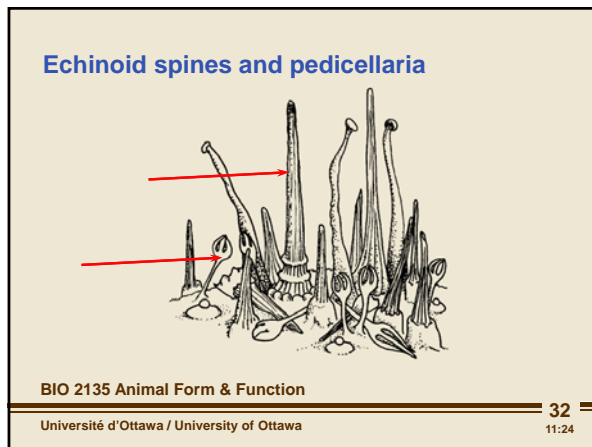 Echinoid spines and pedicellaria
BIO 2135 Animal Form & Function
Université d'Ottawa / University of Ottawa
32
11:24